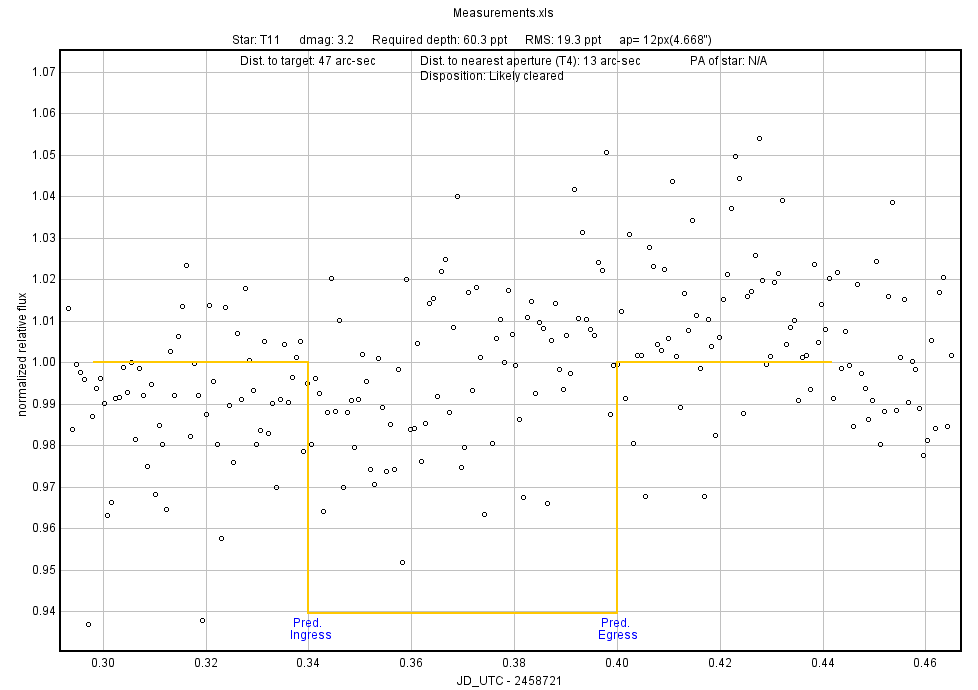 Measurements.xls
Star: T11 dmag: 3.2 Required depth: 60.3 ppt RMS: 19.3 ppt ap= 12px(4.668")
Dist. to target: 47 arc-sec Dist. to nearest aperture (T4): 13 arc-sec PA of star: N/A
Disposition: Likely cleared
1.07
1.06
1.05
1.04
1.03
1.02
1.01
1.00
0.99
0.98
0.97
0.96
0.95
0.94
normalized relative flux
Pred.
Ingress
Pred.
Egress
0.30 0.32 0.34 0.36 0.38 0.40 0.42 0.44 0.46
JD_UTC - 2458721